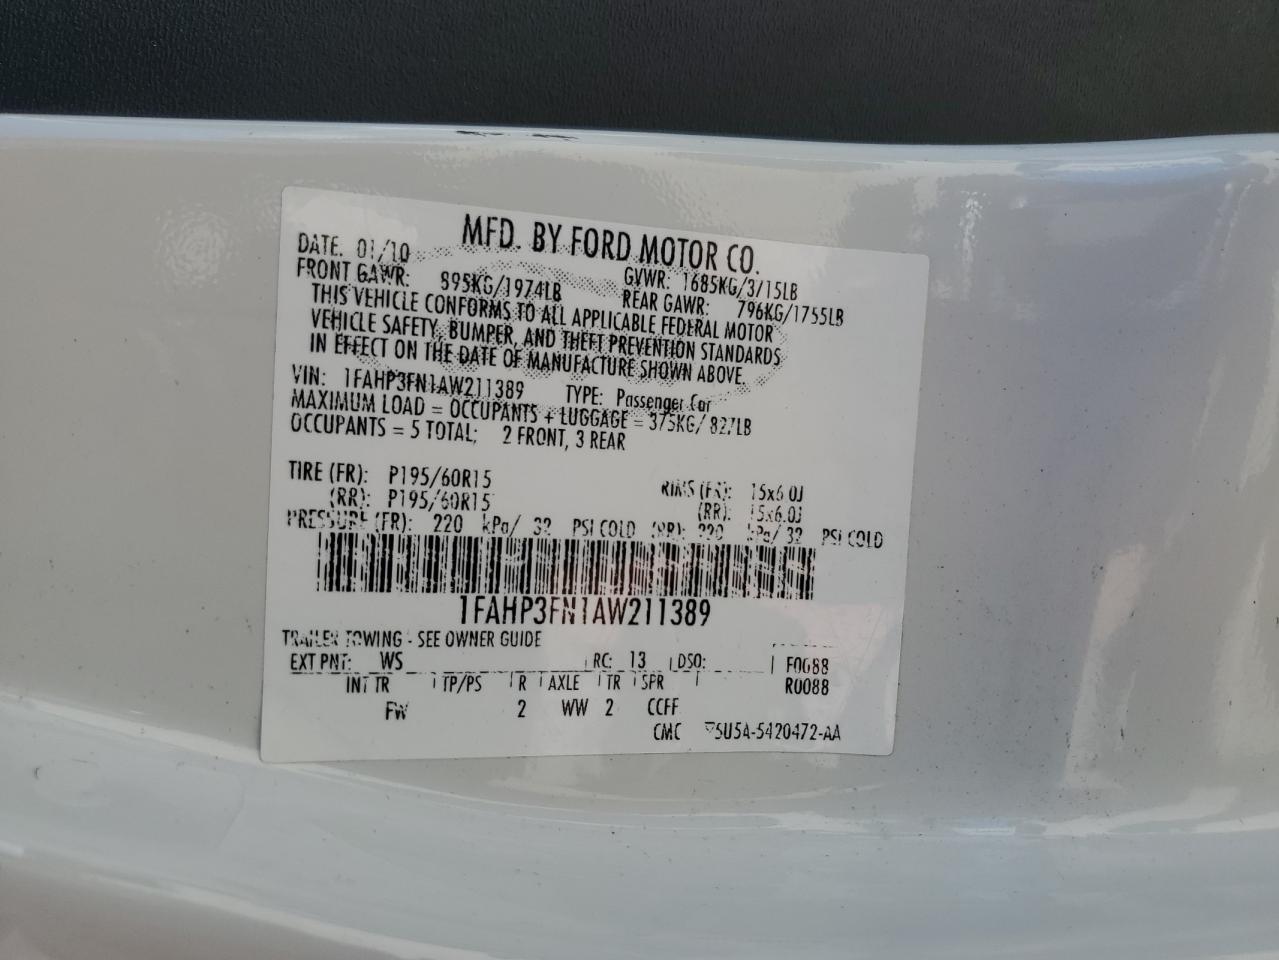 MFD. BY FORD MOTOR CO.
DATE. 01/10 GVWR: 1685KG/3715LB
FRONT GAWR: 895KG/1974LB REAR GAWR: 796KG/1755LB
THIS VEHICLE CONFORMS TO ALL APPLICABLE FEDERAL MOTOR
VEHICLE SAFETY, BUMPER, AND THEFT PREVENTION STANDARDS
IN EFFECT ON THE DATE OF MANUFACTURE SHOWN ABOVE.
VIN: 1FAHP3FN1AW211389 TYPE: Passenger Car
MAXIMUM LOAD = OCCUPANTS + LUGGAGE = 375KG/ 827LB
OCCUPANTS = 5 TOTAL; 2 FRONT, 3 REAR
TIRE (FR): P195/60R15 RIMS (FR): 15x6.0J
(RR): P195/60R15 (RR): 15x6.0J
PRESSURE (FR): 220 kPa/ 32 PSI COLD (RR): 220 kPa/ 32 PSI COLD
1FAHP3FN1AW211389
TRAILER TOWING - SEE OWNER GUIDE
EXT PNT: WS RC: 13 DSO: F0088
INT TR TP/PS R AXLE TR SPR R0088
FW 2 WW 2 CCFF
CMC 5U5A-5420472-AA